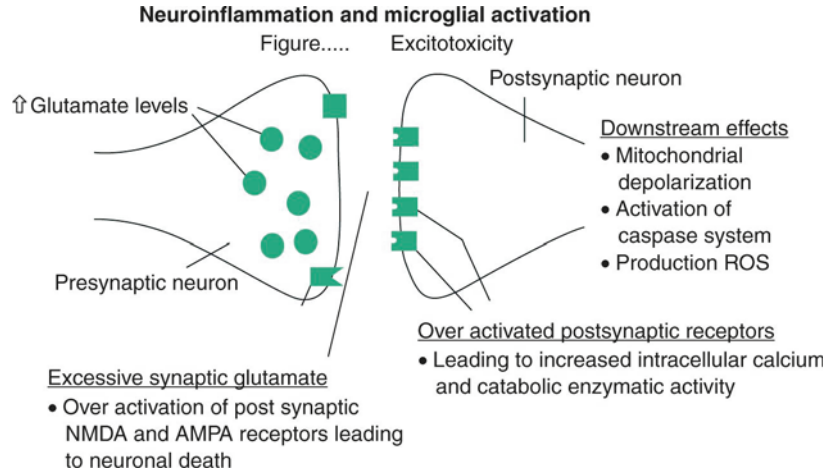 Neuroinflammation and microglial activation
Figure.....
Excitotoxicity
Postsynaptic neuron
⇧ Glutamate levels
Downstream effects
• Mitochondrial
depolarization
• Activation of
caspase system
• Production ROS
Presynaptic neuron
Over activated postsynaptic receptors
• Leading to increased intracellular calcium
and catabolic enzymatic activity
Excessive synaptic glutamate
• Over activation of post synaptic
NMDA and AMPA receptors leading
to neuronal death